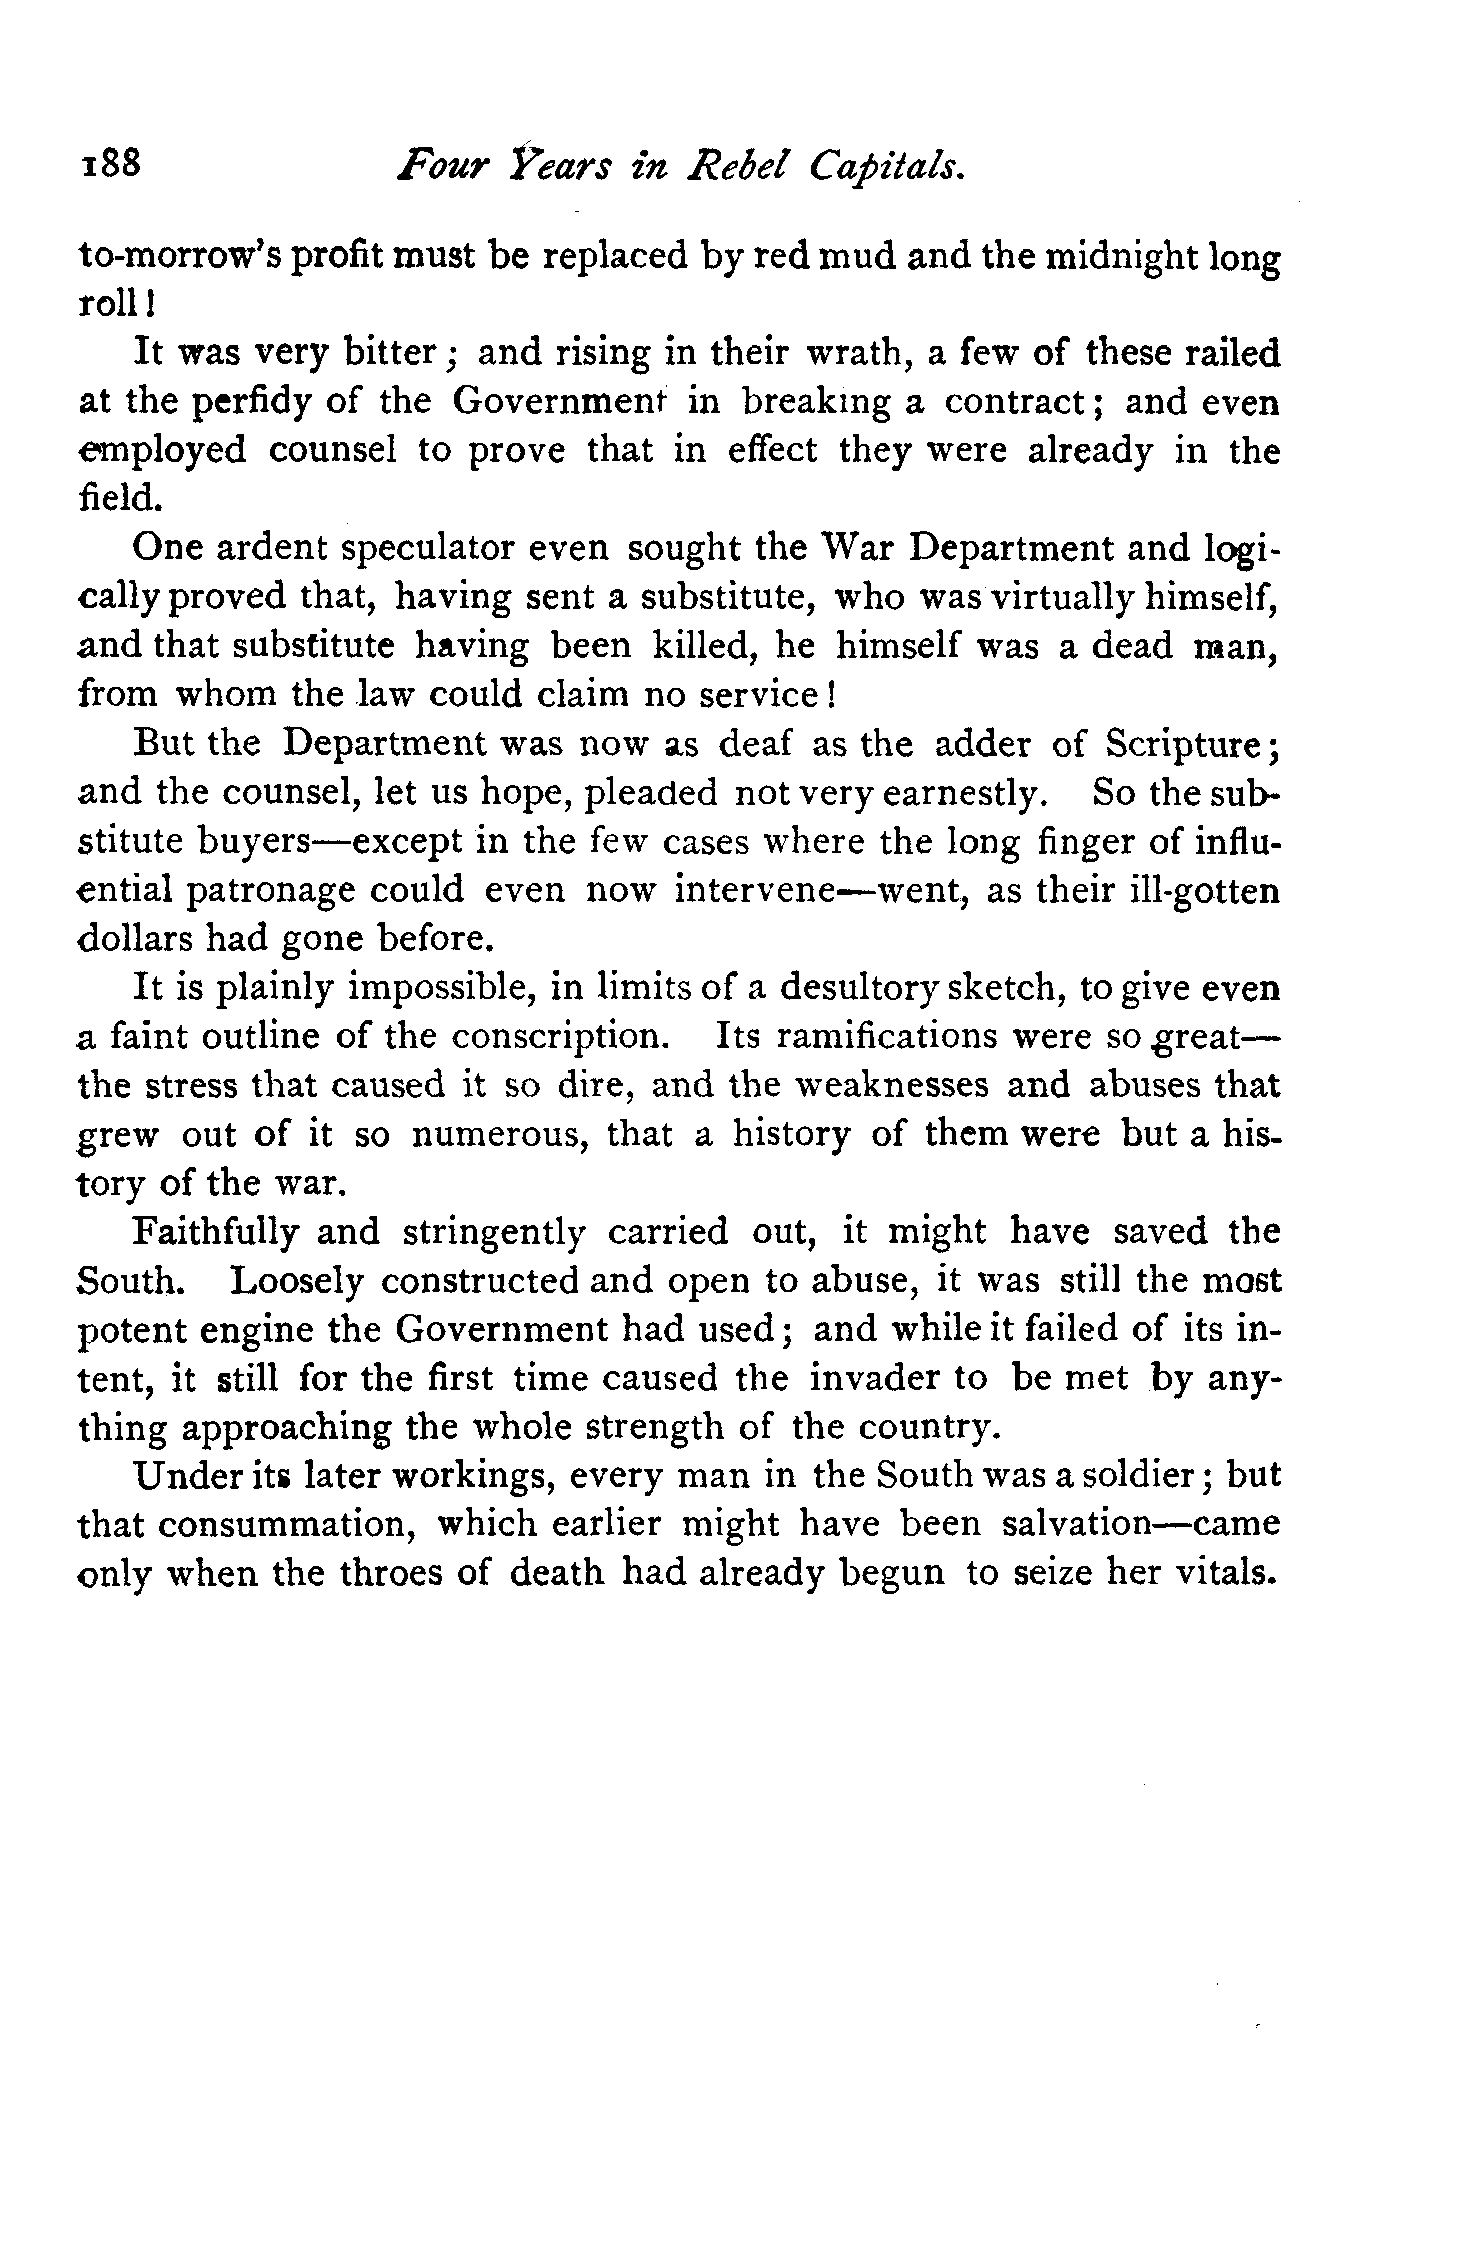 188 Four Years in Rebel Capitals.
to-morrow's profit must be replaced by red mud and the midnight long
roll!
It was very bitter; and rising in their wrath, a few of these railed
at the perfidy of the Government in breaking a contract; and even
employed counsel to prove that in effect they were already in the
field.
One ardent speculator even sought the War Department and logi-
cally proved that, having sent a substitute, who was virtually himself,
and that substitute having been killed, he himself was a dead man,
from whom the law could claim no service!
But the Department was now as deaf as the adder of Scripture;
and the counsel, let us hope, pleaded not very earnestly. So the sub-
stitute buyers—except in the few cases where the long finger of influ-
ential patronage could even now intervene—went, as their ill-gotten
dollars had gone before.
It is plainly impossible, in limits of a desultory sketch, to give even
a faint outline of the conscription. Its ramifications were so great—
the stress that caused it so dire, and the weaknesses and abuses that
grew out of it so numerous, that a history of them were but a his-
tory of the war.
Faithfully and stringently carried out, it might have saved the
South. Loosely constructed and open to abuse, it was still the most
potent engine the Government had used; and while it failed of its in-
tent, it still for the first time caused the invader to be met by any-
thing approaching the whole strength of the country.
Under its later workings, every man in the South was a soldier; but
that consummation, which earlier might have been salvation—came
only when the throes of death had already begun to seize her vitals.